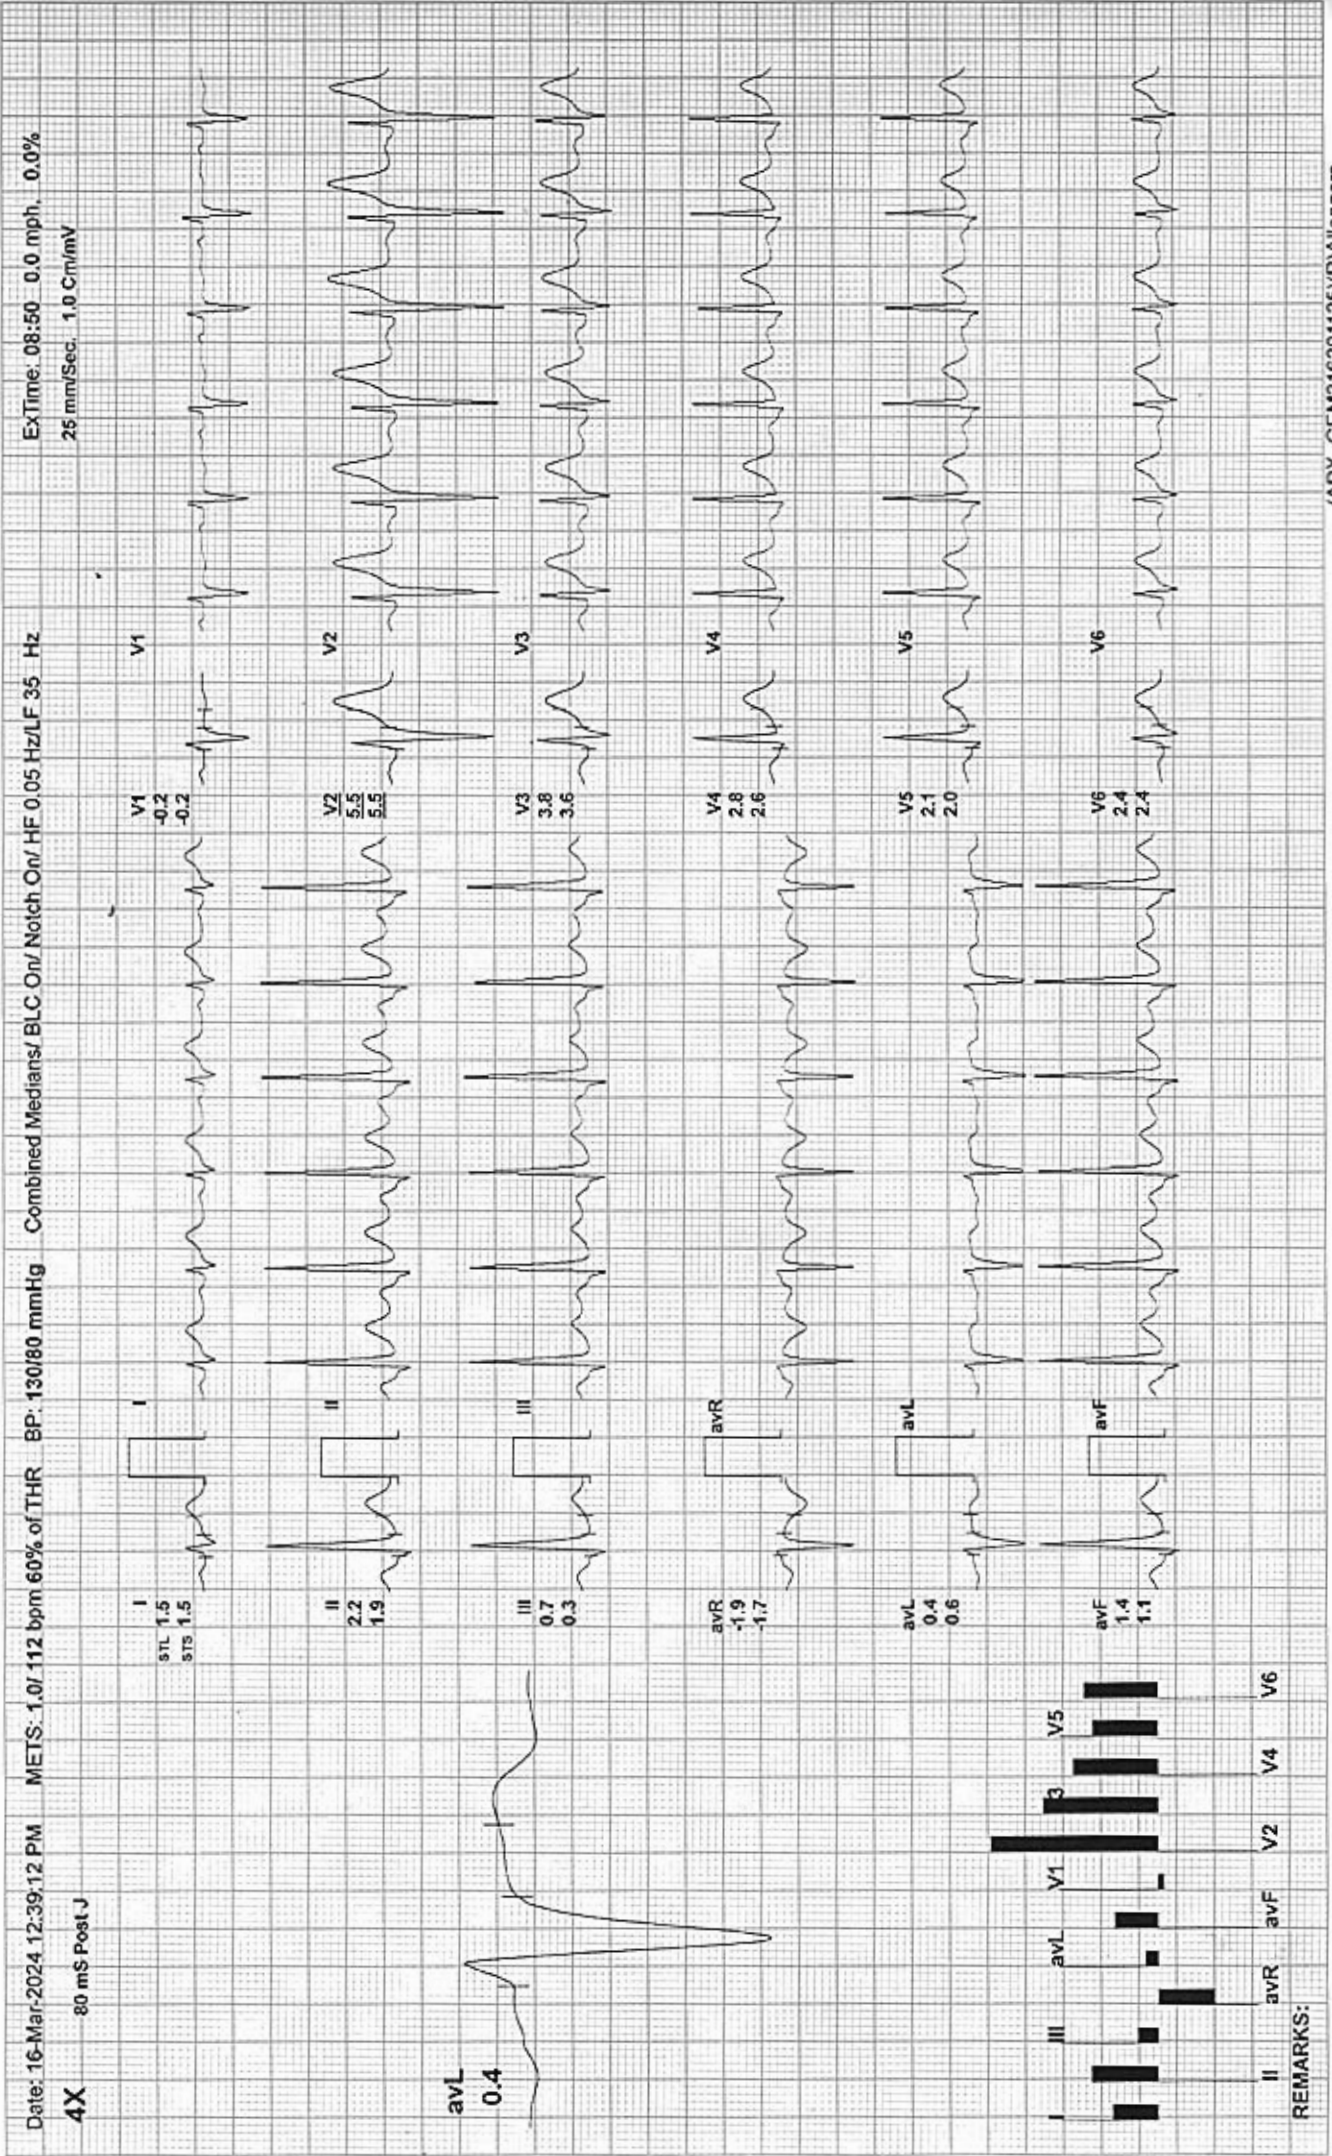 Date: 16-Mar-2024 12:39:12 PM METS: 1.0/ 112 bpm 60% of THR BP: 130/80 mmHg Combined Medians/ BLC On/ Notch On/ HF 0.05 Hz/LF 35 Hz
ExTime: 08:50 0.0 mph, 0.0%
4X 80 mS Post J
25 mm/Sec. 1.0 Cm/mV
I
STL 1.5
STS 1.5
I
V1
-0.2
-0.2
V1
II
2.2
1.9
II
V2
5.5
5.5
V2
avL
0.4
III
0.7
0.3
III
V3
3.8
3.6
V3
avR
-1.9
-1.7
avR
V4
2.8
2.6
V4
avL
0.4
0.6
avL
V5
2.1
2.0
V5
avF
1.4
1.1
avF
V6
2.4
2.4
V6
I III avL V1 3 V5
II avR avF V2 V4 V6
REMARKS: